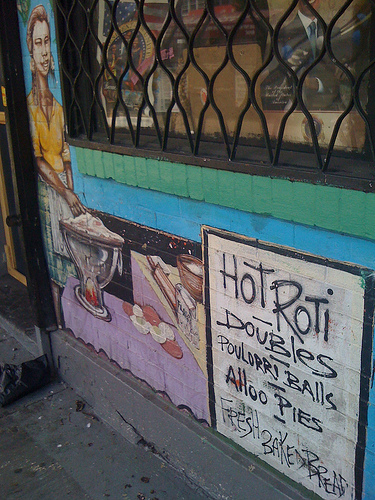 HOT ROTi
DOUBLES
POULORRi BALLS
AlloO PiES
FRESH BAKED BREAD